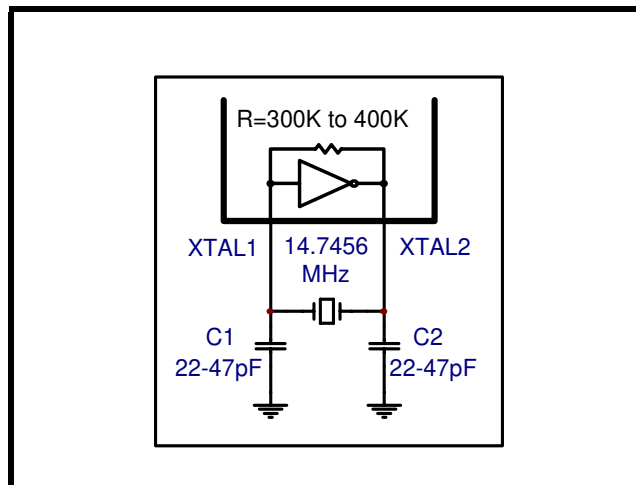 R=300K to 400K
XTAL1 14.7456 XTAL2
MHz
C1 C2
22-47pF 22-47pF